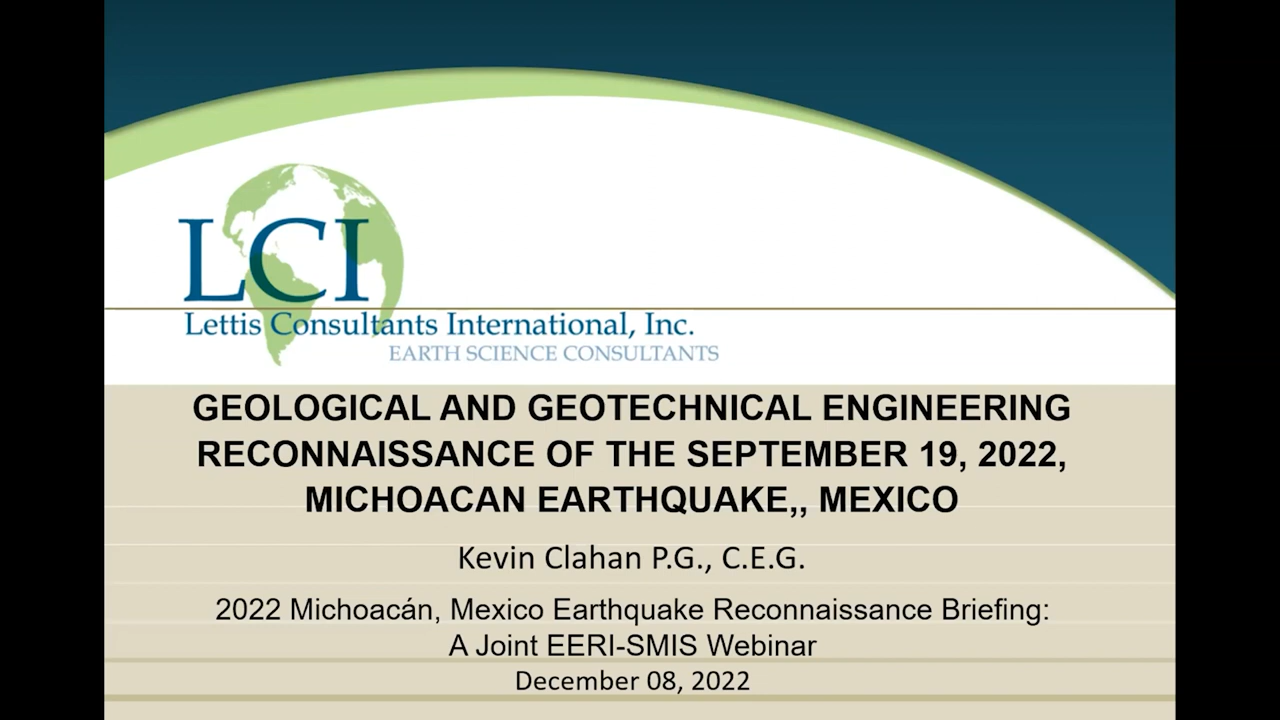 LCI
Lettis Consultants International, Inc.
EARTH SCIENCE CONSULTANTS
GEOLOGICAL AND GEOTECHNICAL ENGINEERING
RECONNAISSANCE OF THE SEPTEMBER 19, 2022,
MICHOACAN EARTHQUAKE,, MEXICO
Kevin Clahan P.G., C.E.G.
2022 Michoacán, Mexico Earthquake Reconnaissance Briefing:
A Joint EERI-SMIS Webinar
December 08, 2022